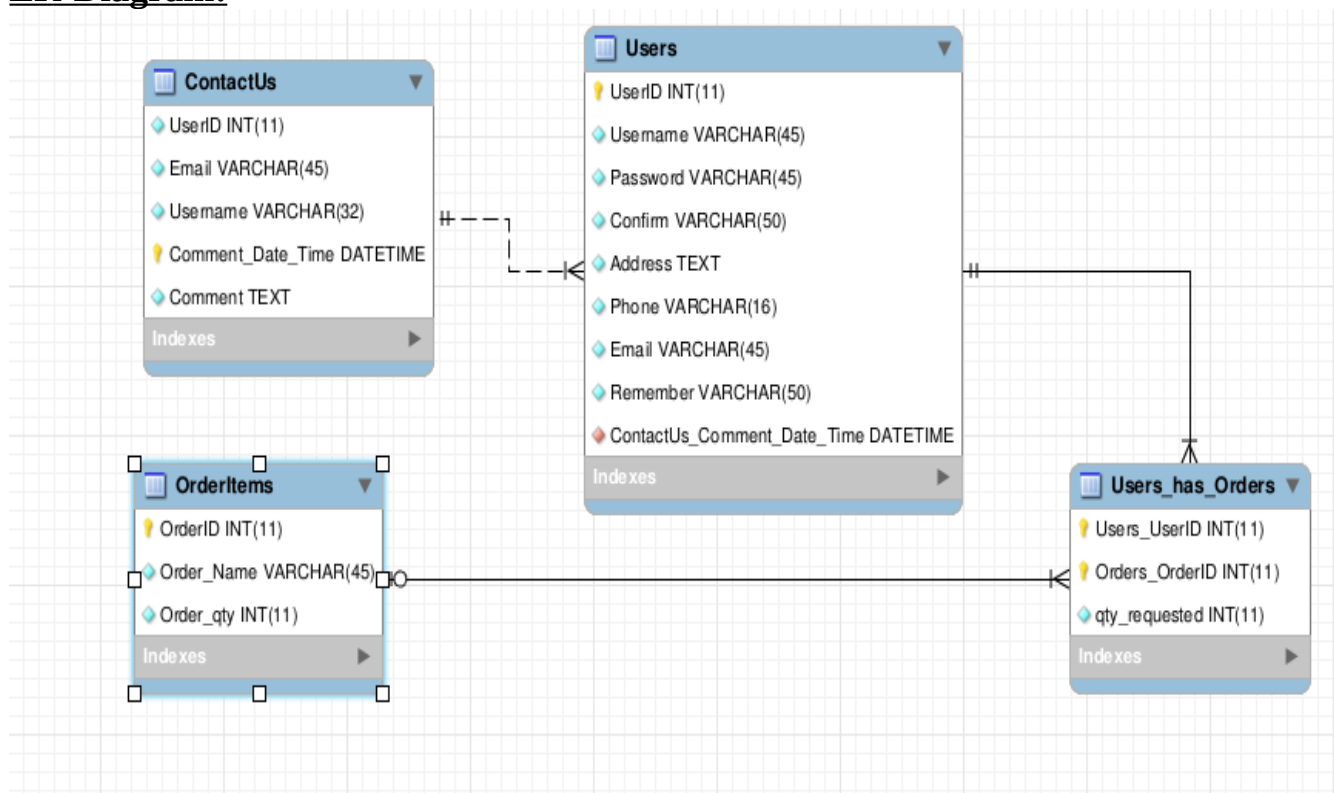 ER Diagram:
ContactUs
UserID INT(11)
Email VARCHAR(45)
Username VARCHAR(32)
Comment_Date_Time DATETIME
Comment TEXT
Indexes
Users
UserID INT(11)
Username VARCHAR(45)
Password VARCHAR(45)
Confirm VARCHAR(50)
Address TEXT
Phone VARCHAR(16)
Email VARCHAR(45)
Remember VARCHAR(50)
ContactUs_Comment_Date_Time DATETIME
Indexes
OrderItems
OrderID INT(11)
Order_Name VARCHAR(45)
Order_qty INT(11)
Indexes
Users_has_Orders
Users_UserID INT(11)
Orders_OrderID INT(11)
qty_requested INT(11)
Indexes